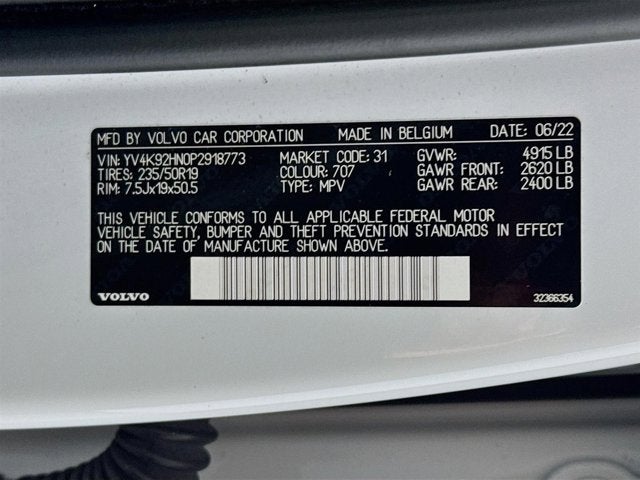 MFD BY VOLVO CAR CORPORATION MADE IN BELGIUM DATE: 06/22
VIN: YV4K92HN0P2918773 MARKET CODE: 31 GVWR: 4915 LB
TIRES: 235/50R19 COLOUR: 707 GAWR FRONT: 2620 LB
RIM: 7.5Jx19x50.5 TYPE: MPV GAWR REAR: 2400 LB
THIS VEHICLE CONFORMS TO ALL APPLICABLE FEDERAL MOTOR
VEHICLE SAFETY, BUMPER AND THEFT PREVENTION STANDARDS IN EFFECT
ON THE DATE OF MANUFACTURE SHOWN ABOVE.
VOLVO 32366354